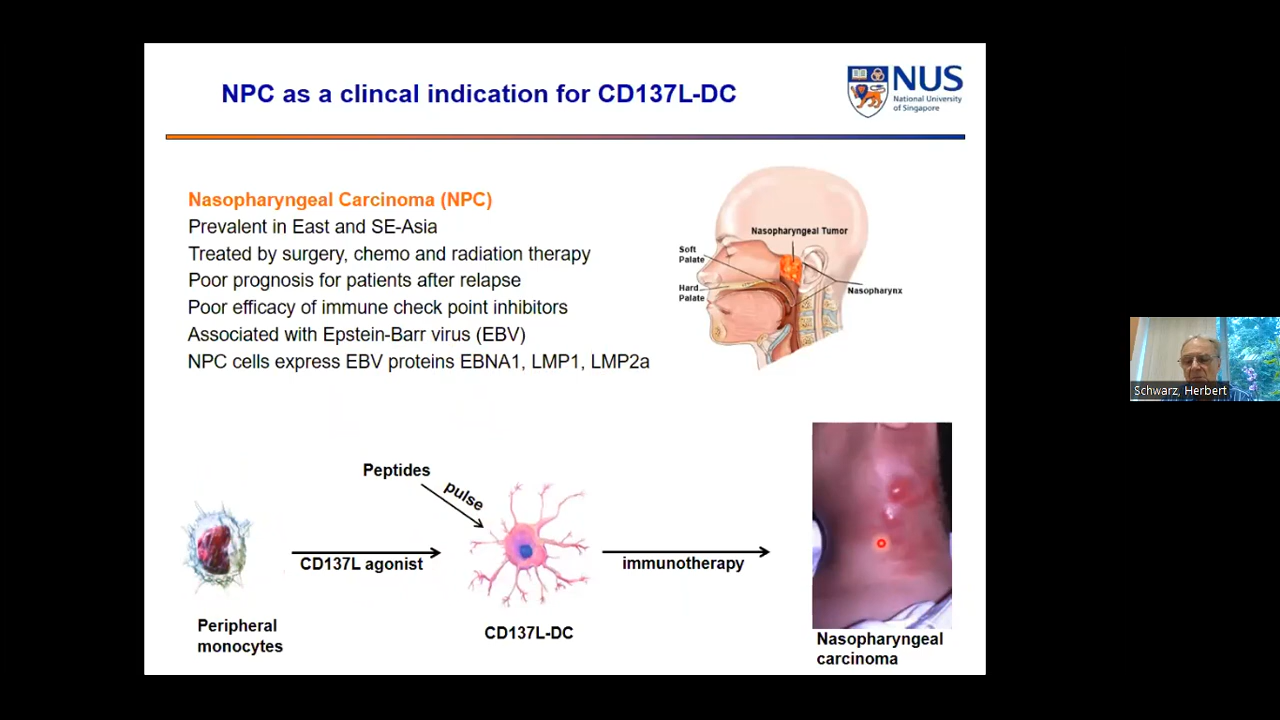 NPC as a clincal indication for CD137L-DC
NUS
National University
of Singapore
Nasopharyngeal Carcinoma (NPC)
Prevalent in East and SE-Asia
Treated by surgery, chemo and radiation therapy
Poor prognosis for patients after relapse
Poor efficacy of immune check point inhibitors
Associated with Epstein-Barr virus (EBV)
NPC cells express EBV proteins EBNA1, LMP1, LMP2a
Nasopharyngeal Tumor
Soft
Palate
Hard
Palate
Nasopharynx
Schwarz, Herbert
Peptides
pulse
CD137L agonist
immunotherapy
Peripheral
monocytes
CD137L-DC
Nasopharyngeal
carcinoma